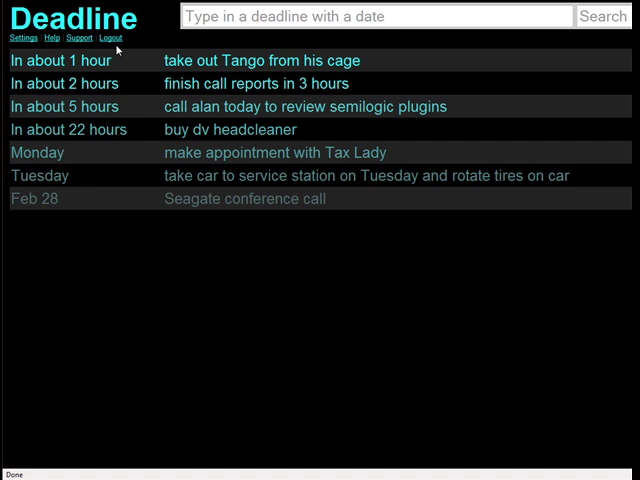 Deadline
Type in a deadline with a date
Search
Settings | Help | Support | Logout
In about 1 hour take out Tango from his cage
In about 2 hours finish call reports in 3 hours
In about 5 hours call alan today to review semilogic plugins
In about 22 hours buy dv headcleaner
Monday make appointment with Tax Lady
Tuesday take car to service station on Tuesday and rotate tires on car
Feb 28 Seagate conference call
Done